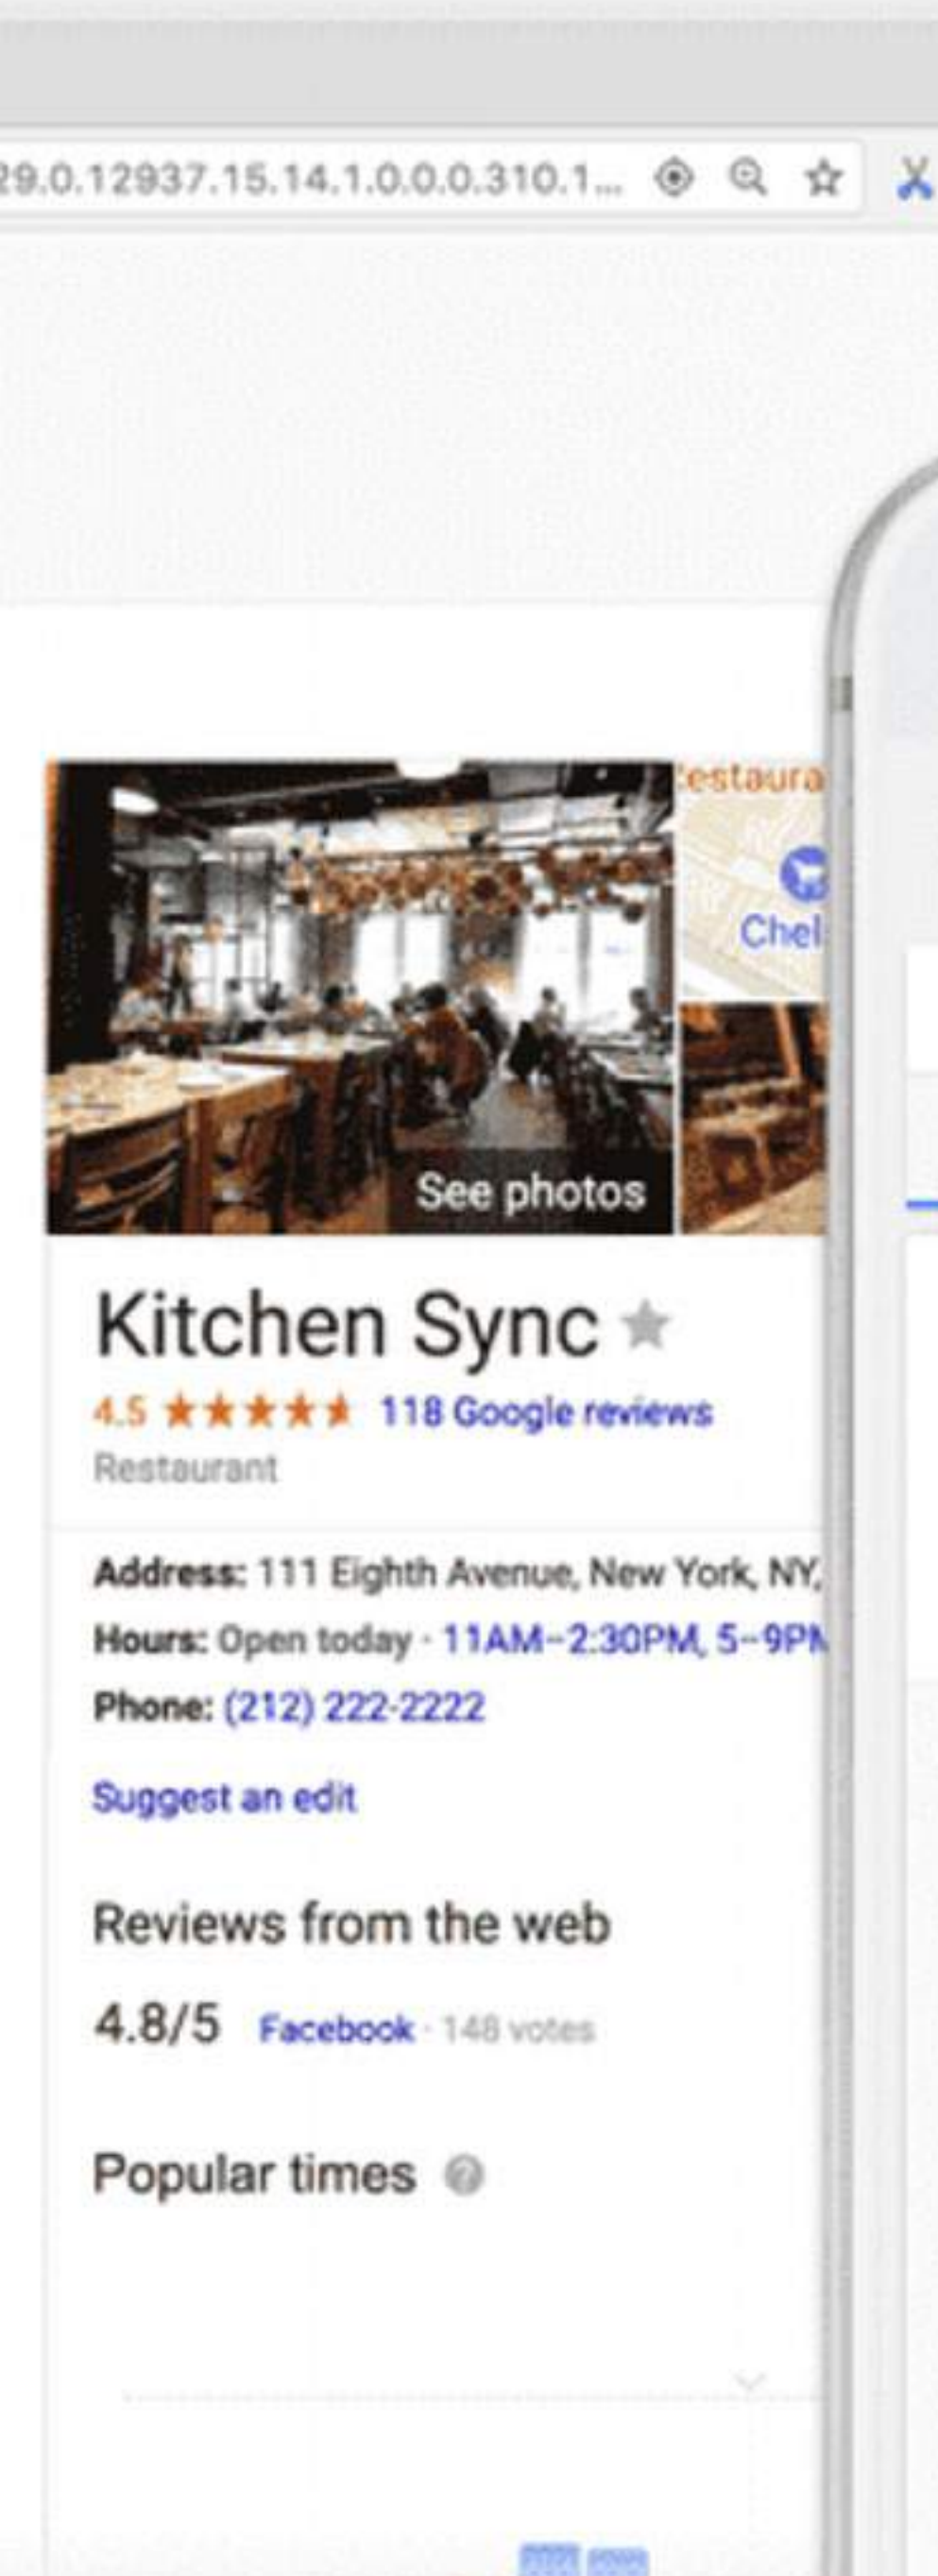 29.0.12937.15.14.1.0.0.0.310.1...
estaura
Chel
See photos
Kitchen Sync
4.5 118 Google reviews
Restaurant
Address: 111 Eighth Avenue, New York, NY,
Hours: Open today · 11AM–2:30PM, 5–9PM
Phone: (212) 222-2222
Suggest an edit
Reviews from the web
4.8/5 Facebook · 148 votes
Popular times ?